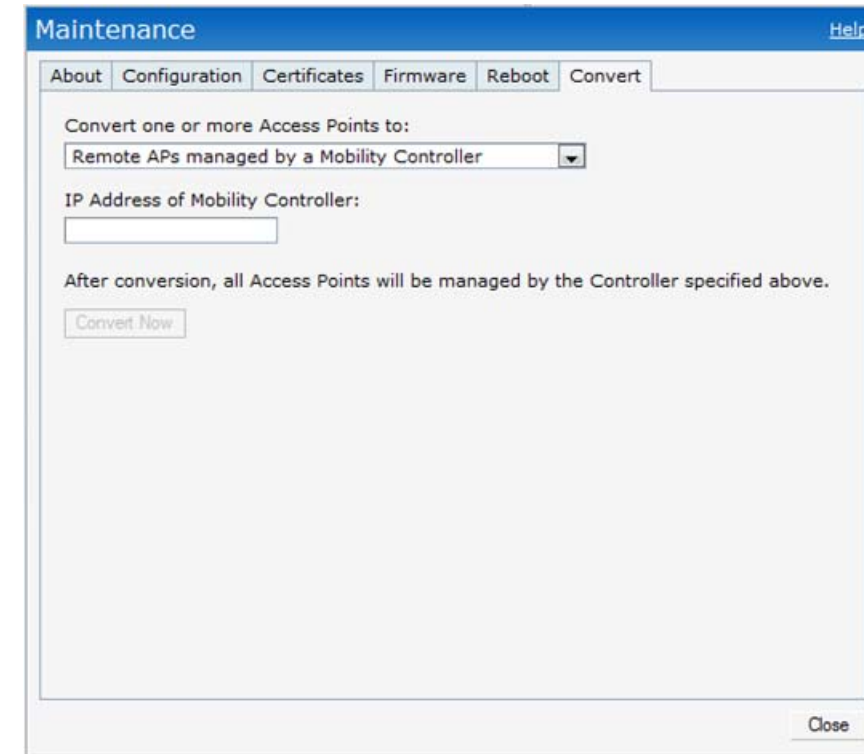 Maintenance Help
About Configuration Certificates Firmware Reboot Convert
Convert one or more Access Points to:
Remote APs managed by a Mobility Controller
IP Address of Mobility Controller:
After conversion, all Access Points will be managed by the Controller specified above.
Convert Now
Close